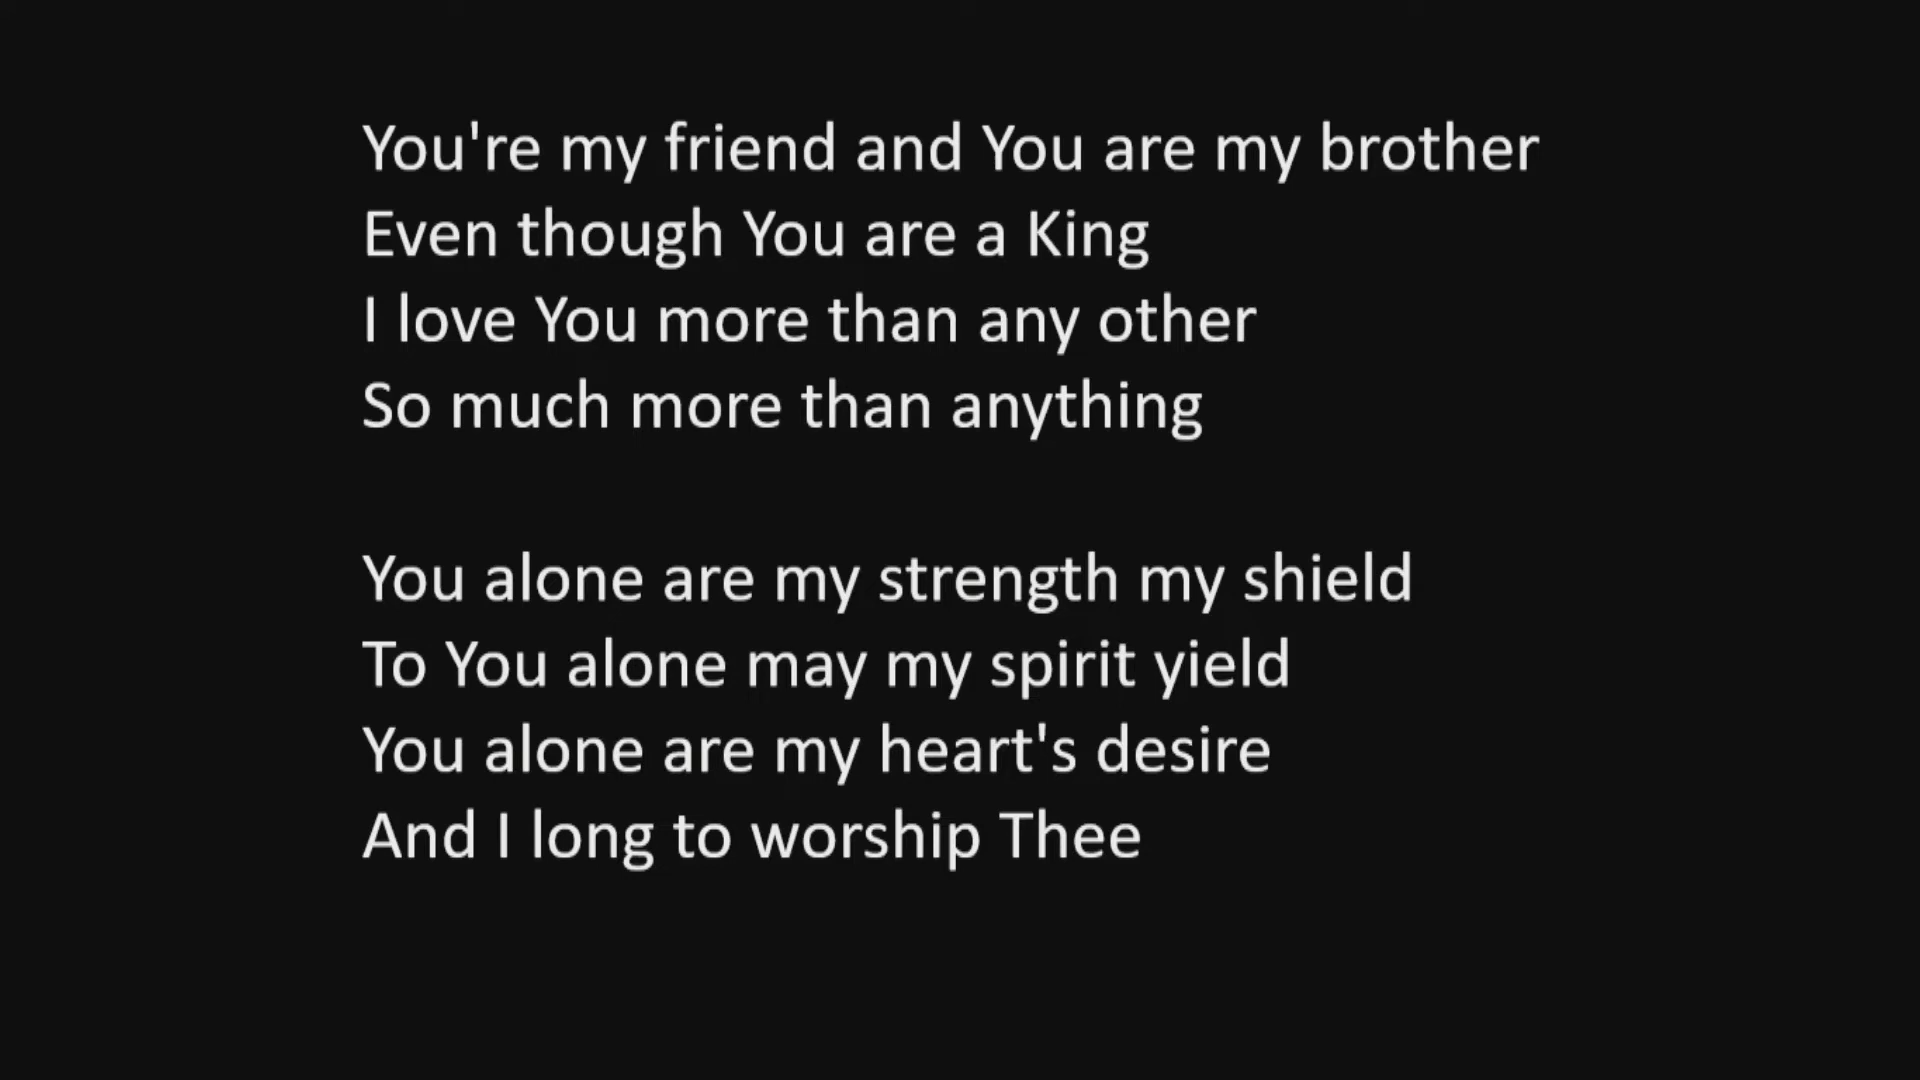 You're my friend and You are my brother
Even though You are a King
I love You more than any other
So much more than anything
You alone are my strength my shield
To You alone may my spirit yield
You alone are my heart's desire
And I long to worship Thee